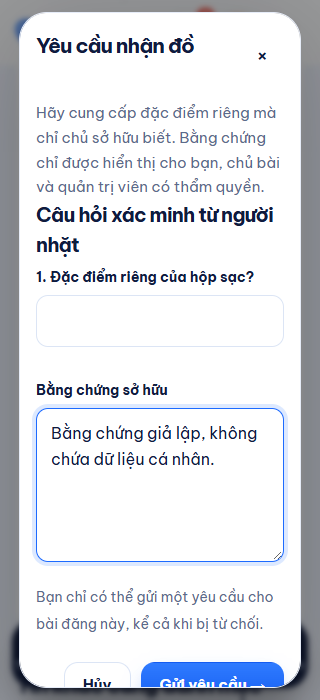 Yêu cầu nhận đồ
×
Hãy cung cấp đặc điểm riêng mà
chỉ chủ sở hữu biết. Bằng chứng
chỉ được hiển thị cho bạn, chủ bài
và quản trị viên có thẩm quyền.
Câu hỏi xác minh từ người
nhặt
1. Đặc điểm riêng của hộp sạc?
Bằng chứng sở hữu
Bằng chứng giả lập, không
chứa dữ liệu cá nhân.
Bạn chỉ có thể gửi một yêu cầu cho
bài đăng này, kể cả khi bị từ chối.
Hủy
Gửi yêu cầu →